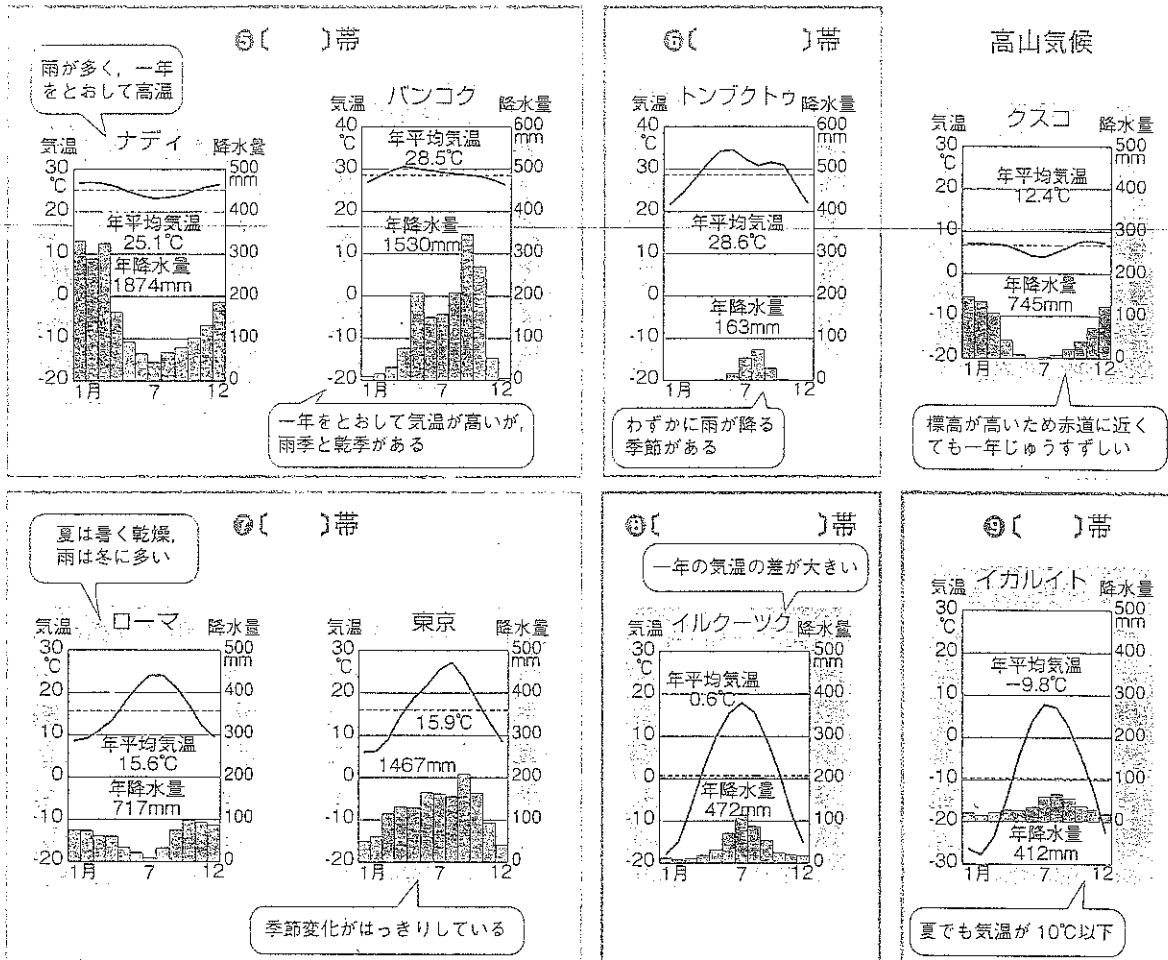 ⑤〔　　〕帯
雨が多く，一年
をとおして高温
気温
ナディ
降水量
30
℃
20
10
0
-10
-20
500
mm
400
300
200
100
0
年平均気温
25.1℃
年降水量
1874mm
1月
7
12
気温
バンコク
降水量
40
℃
30
20
10
0
-10
-20
600
mm
500
400
300
200
100
0
年平均気温
28.5℃
年降水量
1530mm
1月
7
12
一年をとおして気温が高いが，
雨季と乾季がある
⑥〔　　〕帯
気温
トンブクトゥ
降水量
40
℃
30
20
10
0
-10
-20
600
mm
500
400
300
200
100
0
年平均気温
28.6℃
年降水量
163mm
1月
7
12
わずかに雨が降る
季節がある
高山気候
気温
クスコ
降水量
30
℃
20
10
0
-10
-20
500
mm
400
300
200
100
0
年平均気温
12.4℃
年降水量
745mm
1月
7
12
標高が高いため赤道に近く
ても一年じゅうすずしい
⑦〔　　〕帯
夏は暑く乾燥，
雨は冬に多い
気温
ローマ
降水量
30
℃
20
10
0
-10
-20
500
mm
400
300
200
100
0
年平均気温
15.6℃
年降水量
717mm
1月
7
12
気温
東京
降水量
30
℃
20
10
0
-10
-20
500
mm
400
300
200
100
0
15.9℃
1467mm
1月
7
12
季節変化がはっきりしている
⑧〔　　〕帯
一年の気温の差が大きい
気温
イルクーツク
降水量
30
℃
20
10
0
-10
-20
500
mm
400
300
200
100
0
年平均気温
0.6℃
年降水量
472mm
1月
7
12
⑨〔　　〕帯
気温
イカルイト
降水量
30
℃
20
10
0
-10
-20
-30
500
mm
400
300
200
100
0
年平均気温
-9.8℃
年降水量
412mm
1月
7
12
夏でも気温が10℃以下